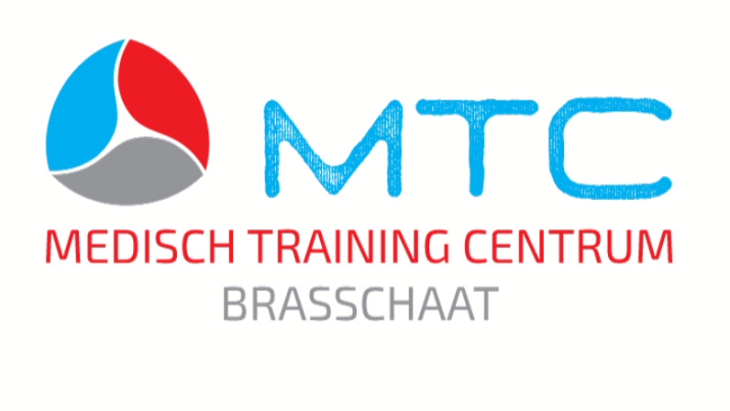 MTC
MEDISCH TRAINING CENTRUM
BRASSCHAAT